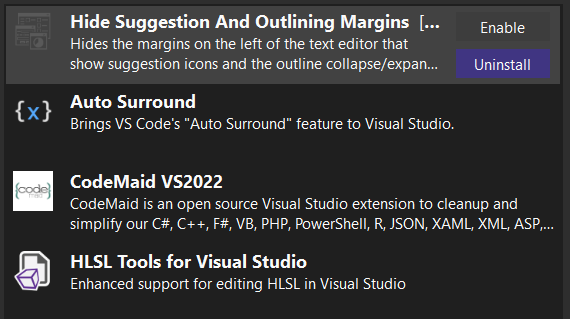 Hide Suggestion And Outlining Margins [... Enable
Hides the margins on the left of the text editor that
show suggestion icons and the outline collapse/expan... Uninstall
{x} Auto Surround
Brings VS Code's "Auto Surround" feature to Visual Studio.
{code CodeMaid VS2022
maid} CodeMaid is an open source Visual Studio extension to cleanup and
simplify our C#, C++, F#, VB, PHP, PowerShell, R, JSON, XAML, XML, ASP,...
HLSL Tools for Visual Studio
Enhanced support for editing HLSL in Visual Studio